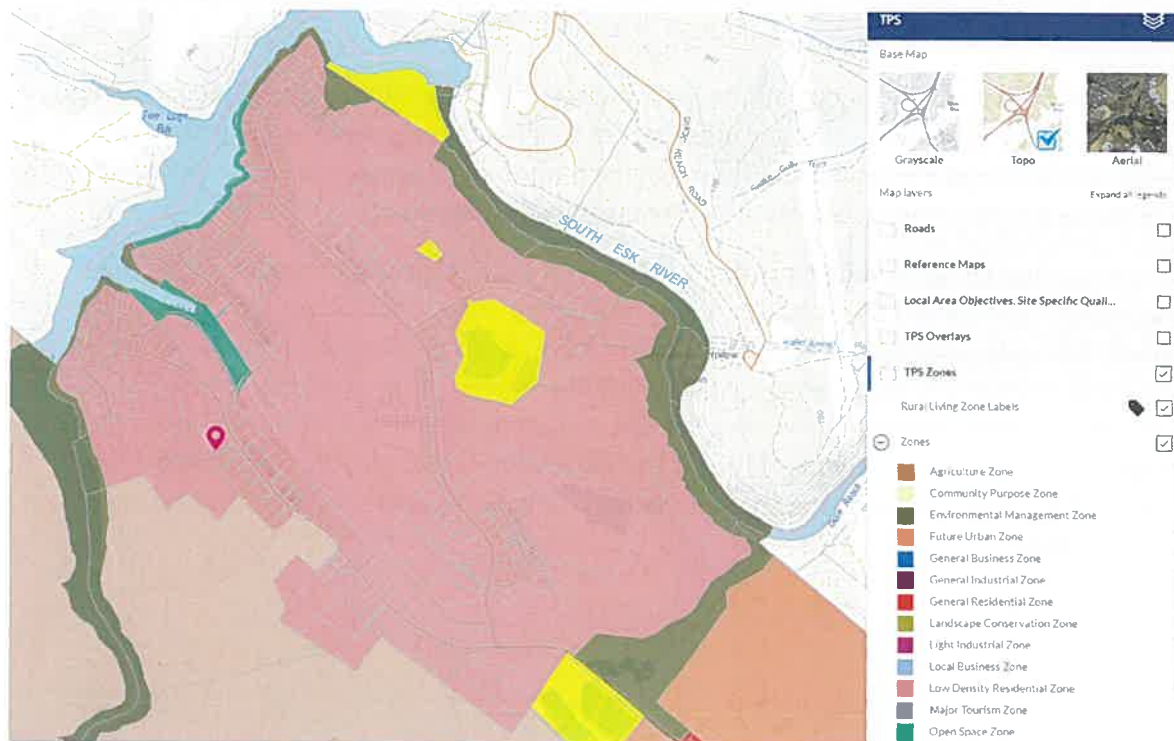 SOUTH ESK RIVER
REACH ROAD
TPS
Base Map
Grayscale
Topo
Aerial
Map layers
Expand all legends
Roads
Reference Maps
Local Area Objectives. Site Specific Quali...
TPS Overlays
TPS Zones
Rural Living Zone Labels
Zones
Agriculture Zone
Community Purpose Zone
Environmental Management Zone
Future Urban Zone
General Business Zone
General Industrial Zone
General Residential Zone
Landscape Conservation Zone
Light Industrial Zone
Local Business Zone
Low Density Residential Zone
Major Tourism Zone
Open Space Zone